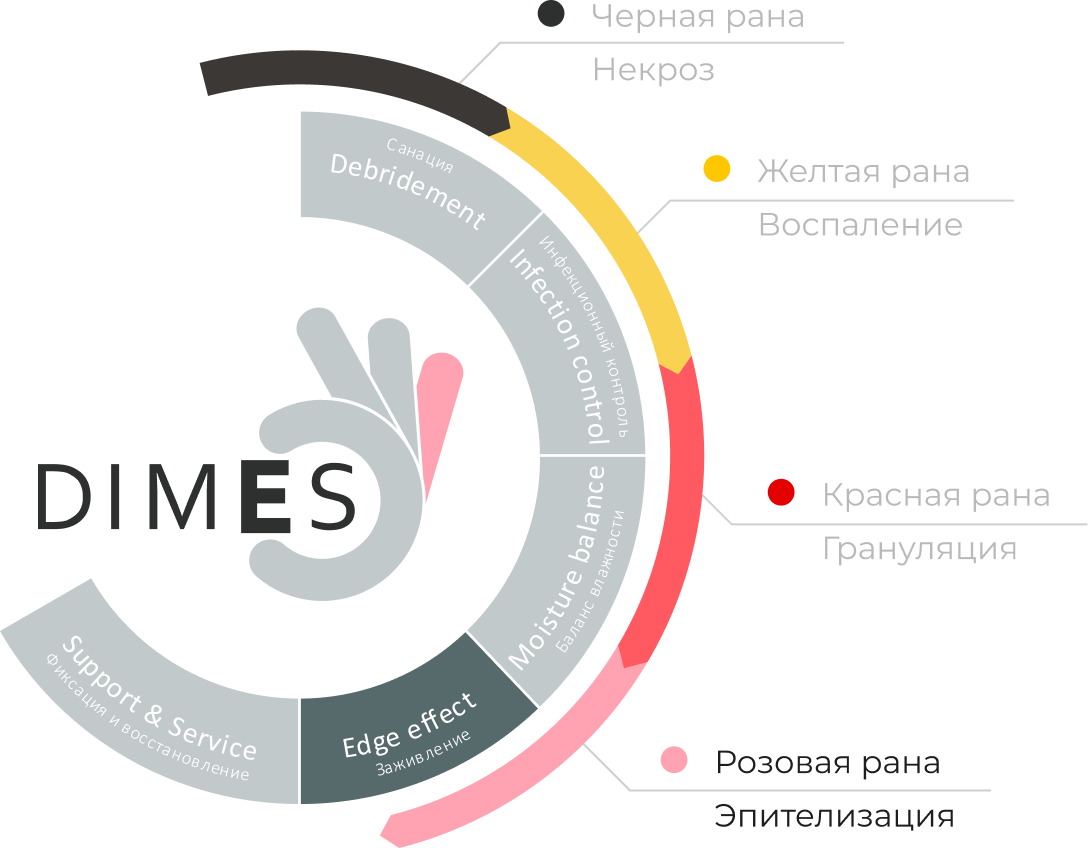 Черная рана
Некроз
Санация
Debridement
Желтая рана
Воспаление
Инфекционный контроль
Infection control
DIMES
Красная рана
Грануляция
Moisture balance
Баланс влажности
Support & Service
Фиксация и восстановление
Edge effect
Заживление
Розовая рана
Эпителизация